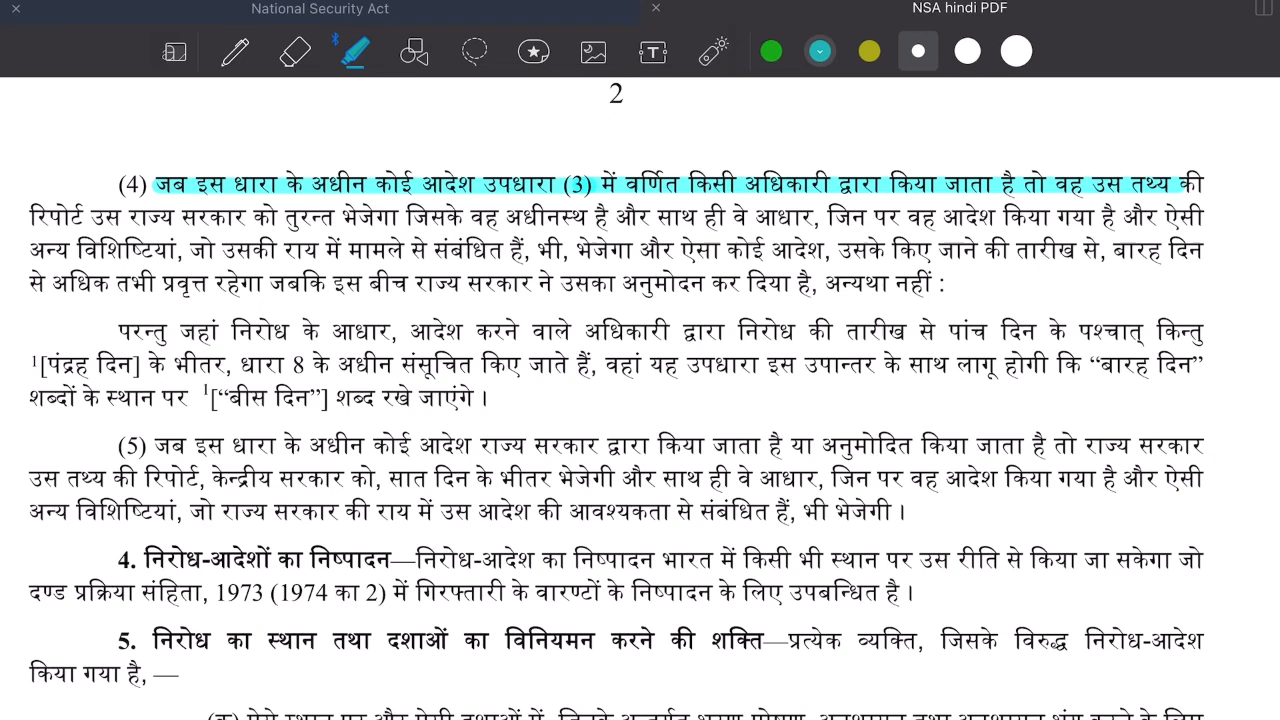 National Security Act
NSA hindi PDF
2
(4) जब इस धारा के अधीन कोई आदेश उपधारा (3) में वर्णित किसी अधिकारी द्वारा किया जाता है तो वह उस तथ्य की
रिपोर्ट उस राज्य सरकार को तुरन्त भेजेगा जिसके वह अधीनस्थ है और साथ ही वे आधार, जिन पर वह आदेश किया गया है और ऐसी
अन्य विशिष्टियां, जो उसकी राय में मामले से संबंधित हैं, भी, भेजेगा और ऐसा कोई आदेश, उसके किए जाने की तारीख से, बारह दिन
से अधिक तभी प्रवृत्त रहेगा जबकि इस बीच राज्य सरकार ने उसका अनुमोदन कर दिया है, अन्यथा नहीं :
परन्तु जहां निरोध के आधार, आदेश करने वाले अधिकारी द्वारा निरोध की तारीख से पांच दिन के पश्चात् किन्तु
¹[पंद्रह दिन] के भीतर, धारा 8 के अधीन संसूचित किए जाते हैं, वहां यह उपधारा इस उपान्तर के साथ लागू होगी कि “बारह दिन”
शब्दों के स्थान पर ¹[“बीस दिन”] शब्द रखे जाएंगे ।
(5) जब इस धारा के अधीन कोई आदेश राज्य सरकार द्वारा किया जाता है या अनुमोदित किया जाता है तो राज्य सरकार
उस तथ्य की रिपोर्ट, केन्द्रीय सरकार को, सात दिन के भीतर भेजेगी और साथ ही वे आधार, जिन पर वह आदेश किया गया है और ऐसी
अन्य विशिष्टियां, जो राज्य सरकार की राय में उस आदेश की आवश्यकता से संबंधित हैं, भी भेजेगी ।
4. निरोध-आदेशों का निष्पादन—निरोध-आदेश का निष्पादन भारत में किसी भी स्थान पर उस रीति से किया जा सकेगा जो
दण्ड प्रक्रिया संहिता, 1973 (1974 का 2) में गिरफ्तारी के वारण्टों के निष्पादन के लिए उपबन्धित है ।
5. निरोध का स्थान तथा दशाओं का विनियमन करने की शक्ति—प्रत्येक व्यक्ति, जिसके विरुद्ध निरोध-आदेश
किया गया है, —